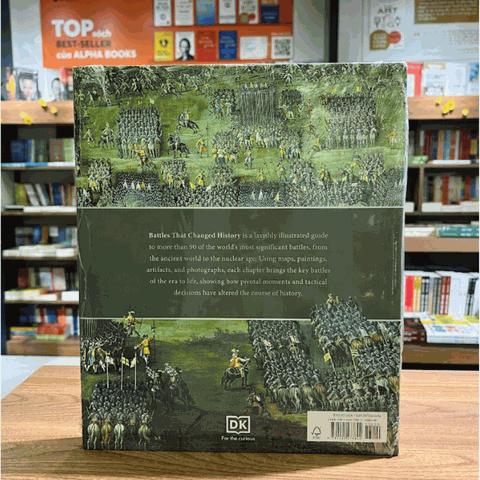 TOP sách
BEST-SELLER
của ALPHA BOOKS
ART
Battles That Changed History is a lavishly illustrated guide
to more than 90 of the world's most significant battles, from
the ancient world to the nuclear age. Using maps, paintings,
artifacts, and photographs, each chapter brings the key battles
of the era to life, showing how pivotal moments and tactical
decisions have altered the course of history.
DK
For the curious
FSC